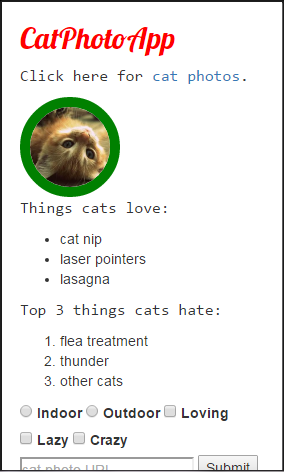 CatPhotoApp
Click here for cat photos.
Things cats love:
cat nip
laser pointers
lasagna
Top 3 things cats hate:
1. flea treatment
2. thunder
3. other cats
Indoor Outdoor Loving
Lazy Crazy
cat photo URL Submit